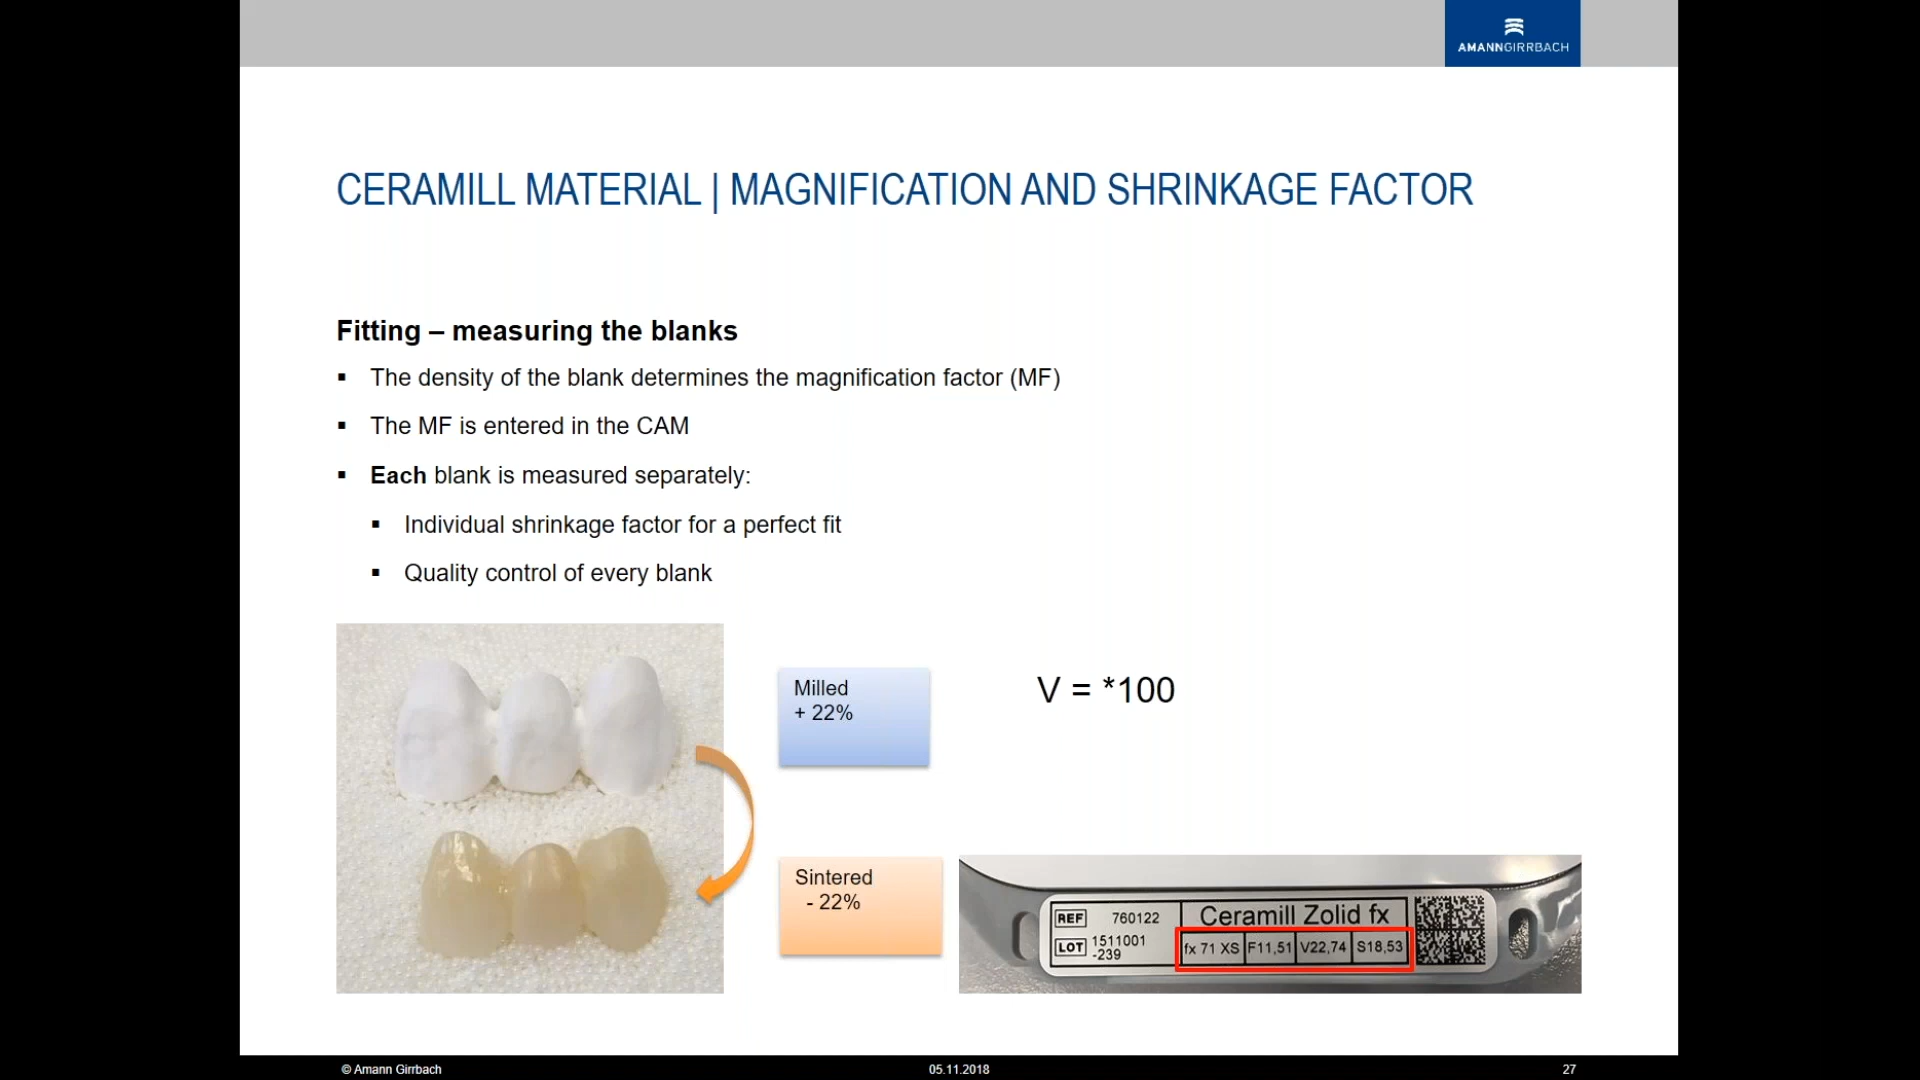 AMANNGIRRBACH
CERAMILL MATERIAL | MAGNIFICATION AND SHRINKAGE FACTOR
Fitting – measuring the blanks
▪ The density of the blank determines the magnification factor (MF)
▪ The MF is entered in the CAM
▪ Each blank is measured separately:
▪ Individual shrinkage factor for a perfect fit
▪ Quality control of every blank
Milled
+ 22%
V = *100
Sintered
- 22%
REF 760122
LOT 1511001
-239
Ceramill Zolid fx
fx 71 XS F11,51 V22,74 S18,53
© Amann Girrbach 05.11.2018 27